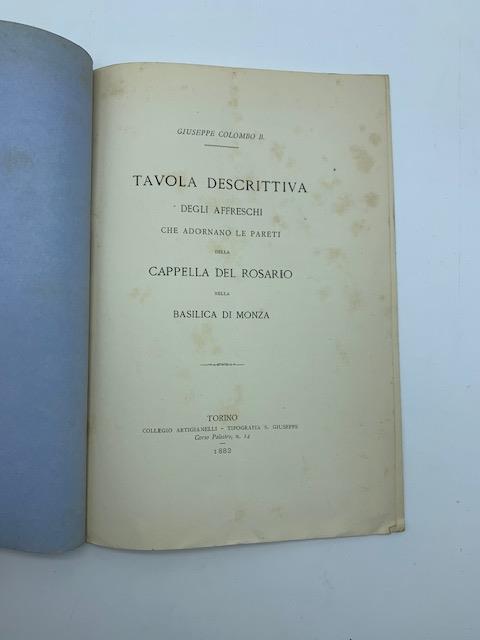 GIUSEPPE COLOMBO B.
TAVOLA DESCRITTIVA
DEGLI AFFRESCHI
CHE ADORNANO LE PARETI
DELLA
CAPPELLA DEL ROSARIO
NELLA
BASILICA DI MONZA
TORINO
COLLEGIO ARTIGIANELLI - TIPOGRAFIA S. GIUSEPPE
Corso Palestro, n. 14
1882